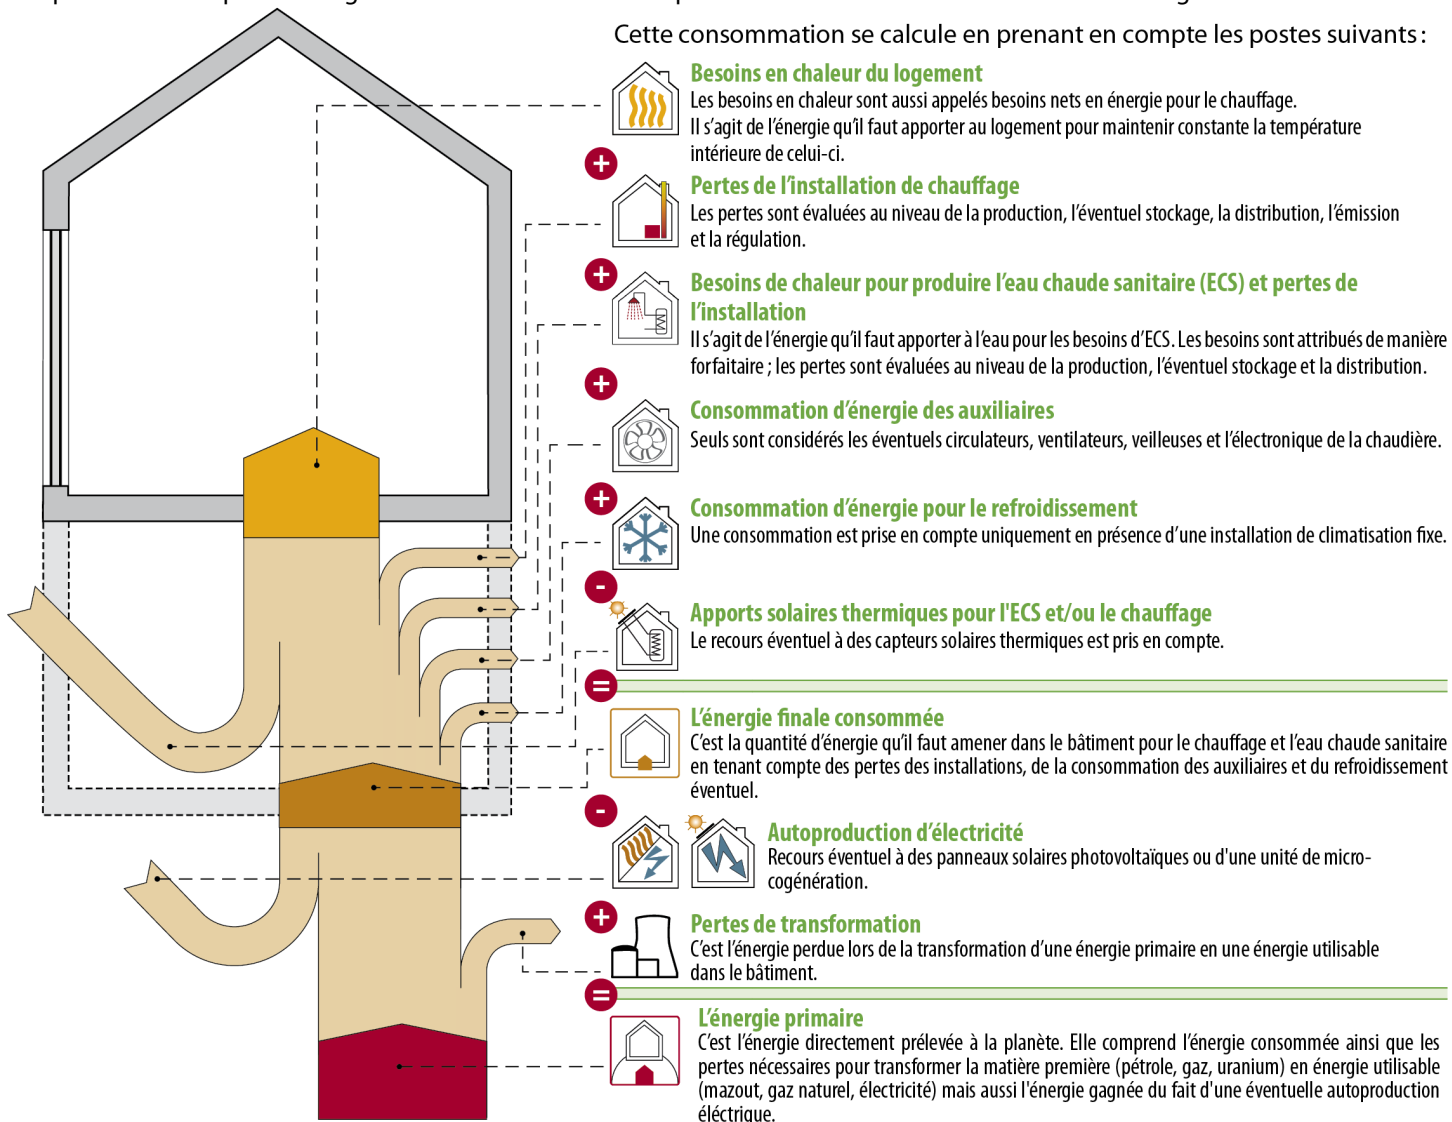 Cette consommation se calcule en prenant en compte les postes suivants :
Besoins en chaleur du logement
Les besoins en chaleur sont aussi appelés besoins nets en énergie pour le chauffage.
Il s’agit de l’énergie qu’il faut apporter au logement pour maintenir constante la température
intérieure de celui-ci.
+
Pertes de l’installation de chauffage
Les pertes sont évaluées au niveau de la production, l’éventuel stockage, la distribution, l’émission
et la régulation.
+
Besoins de chaleur pour produire l’eau chaude sanitaire (ECS) et pertes de
l’installation
Il s’agit de l’énergie qu’il faut apporter à l’eau pour les besoins d’ECS. Les besoins sont attribués de manière
forfaitaire ; les pertes sont évaluées au niveau de la production, l’éventuel stockage et la distribution.
+
Consommation d’énergie des auxiliaires
Seuls sont considérés les éventuels circulateurs, ventilateurs, veilleuses et l’électronique de la chaudière.
+
Consommation d’énergie pour le refroidissement
Une consommation est prise en compte uniquement en présence d’une installation de climatisation fixe.
-
Apports solaires thermiques pour l'ECS et/ou le chauffage
Le recours éventuel à des capteurs solaires thermiques est pris en compte.
=
L’énergie finale consommée
C’est la quantité d’énergie qu’il faut amener dans le bâtiment pour le chauffage et l’eau chaude sanitaire
en tenant compte des pertes des installations, de la consommation des auxiliaires et du refroidissement
éventuel.
-
Autoproduction d’électricité
Recours éventuel à des panneaux solaires photovoltaïques ou d'une unité de micro-
cogénération.
+
Pertes de transformation
C’est l’énergie perdue lors de la transformation d’une énergie primaire en une énergie utilisable
dans le bâtiment.
=
L’énergie primaire
C’est l’énergie directement prélevée à la planète. Elle comprend l’énergie consommée ainsi que les
pertes nécessaires pour transformer la matière première (pétrole, gaz, uranium) en énergie utilisable
(mazout, gaz naturel, électricité) mais aussi l'énergie gagnée du fait d'une éventuelle autoproduction
éléctrique.